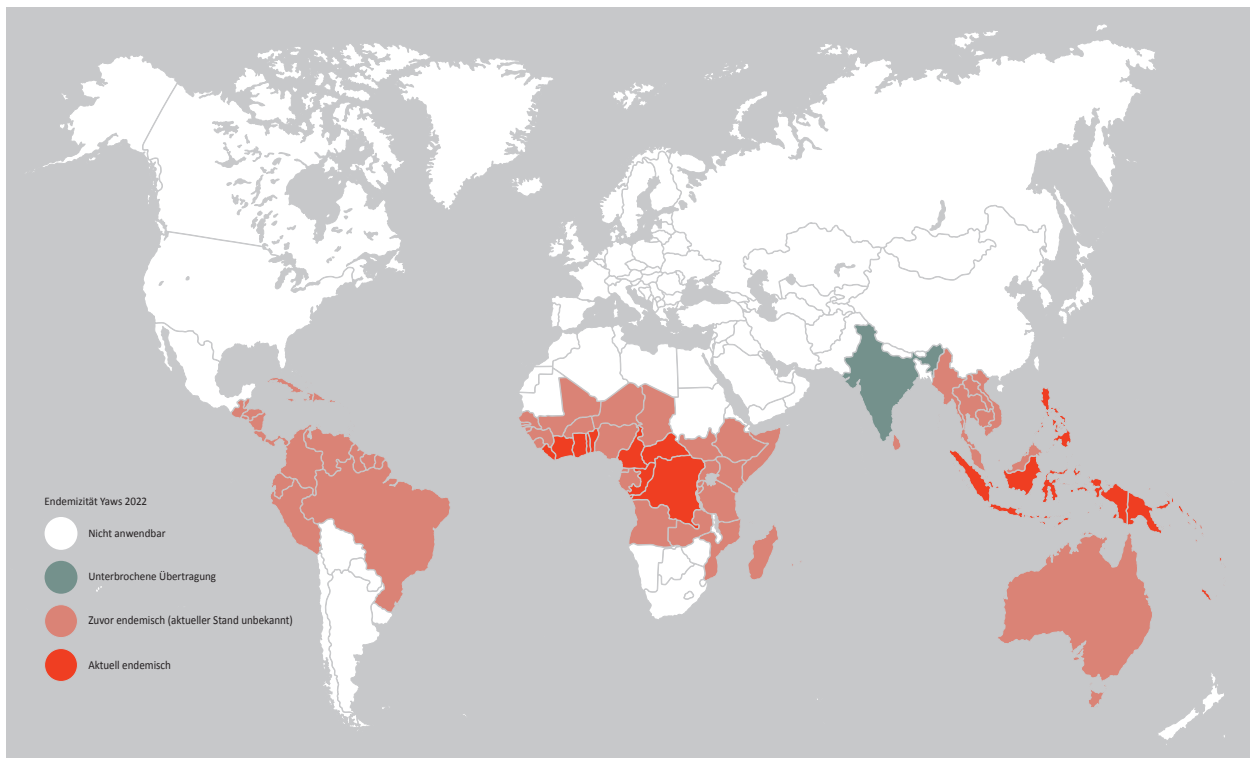 Endemizität Yaws 2022
Nicht anwendbar
Unterbrochene Übertragung
Zuvor endemisch (aktueller Stand unbekannt)
Aktuell endemisch